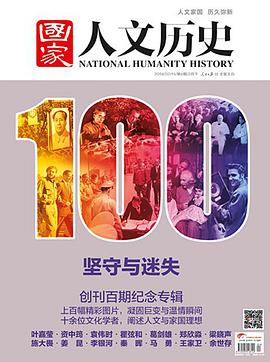 人文家国 历久弥新
國家 人文历史
NATIONAL HUMANITY HISTORY
100
坚守与迷失
创刊百期纪念专辑
上百幅精彩图片,凝固巨变与温情瞬间
十余位文化学者,阐述人文与家国理想
叶嘉莹·资中筠·袁伟时·瞿弦和·葛剑雄·郑欣淼·梁晓声
施大畏·姜昆·李银河·秦晖·马勇·王家卫·余世存